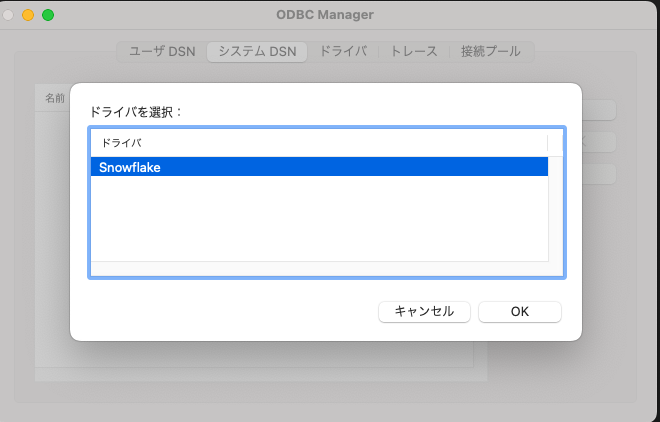 ODBC Manager
ユーザ DSN システム DSN ドライバ トレース 接続プール
名前
ドライバを選択：
ドライバ
Snowflake
キャンセル OK